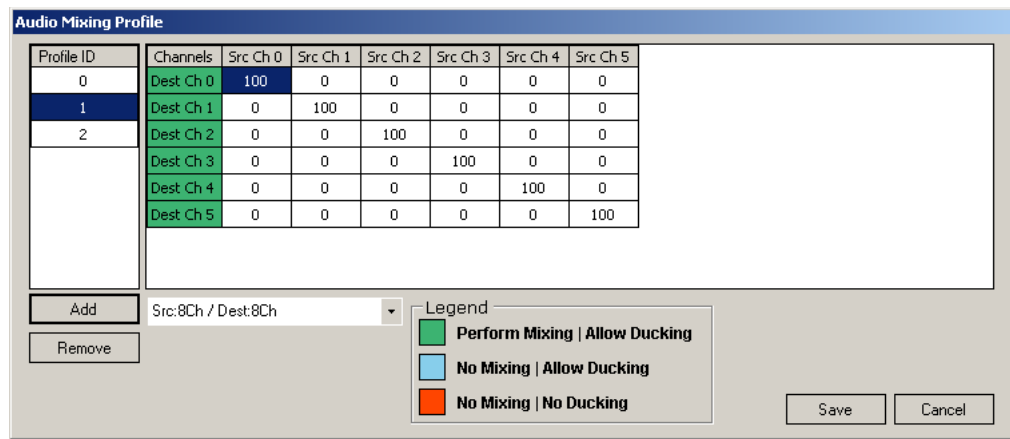 Audio Mixing Profile
Profile ID
0
1
2
Channels Src Ch 0 Src Ch 1 Src Ch 2 Src Ch 3 Src Ch 4 Src Ch 5
Dest Ch 0 100 0 0 0 0 0
Dest Ch 1 0 100 0 0 0 0
Dest Ch 2 0 0 100 0 0 0
Dest Ch 3 0 0 0 100 0 0
Dest Ch 4 0 0 0 0 100 0
Dest Ch 5 0 0 0 0 0 100
Add
Remove
Src:8Ch / Dest:8Ch
Legend
Perform Mixing | Allow Ducking
No Mixing | Allow Ducking
No Mixing | No Ducking
Save
Cancel